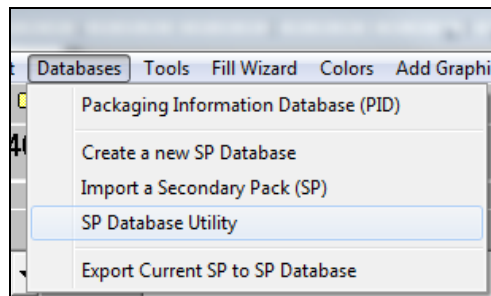 Databases Tools Fill Wizard Colors Add Graphi
Packaging Information Database (PID)
Create a new SP Database
Import a Secondary Pack (SP)
SP Database Utility
Export Current SP to SP Database